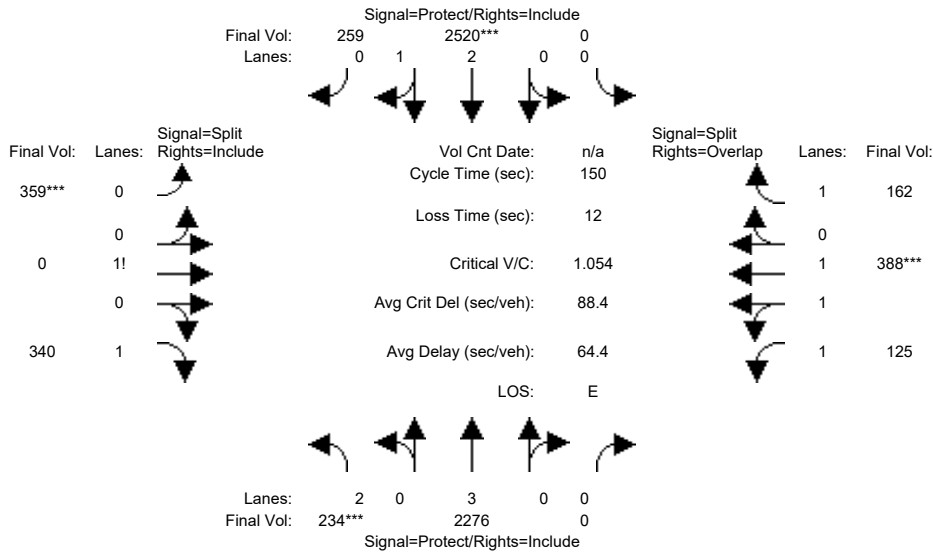 Signal=Protect/Rights=Include
Final Vol: 259 2520*** 0
Lanes: 0 1 2 0 0
Signal=Split Signal=Split
Final Vol: Lanes: Rights=Include Vol Cnt Date: n/a Rights=Overlap Lanes: Final Vol:
Cycle Time (sec): 150
359*** 0 1 162
Loss Time (sec): 12
0 0
0 1! Critical V/C: 1.054 1 388***
0 Avg Crit Del (sec/veh): 88.4 1
340 1 Avg Delay (sec/veh): 64.4 1 125
LOS: E
Lanes: 2 0 3 0 0
Final Vol: 234*** 2276 0
Signal=Protect/Rights=Include